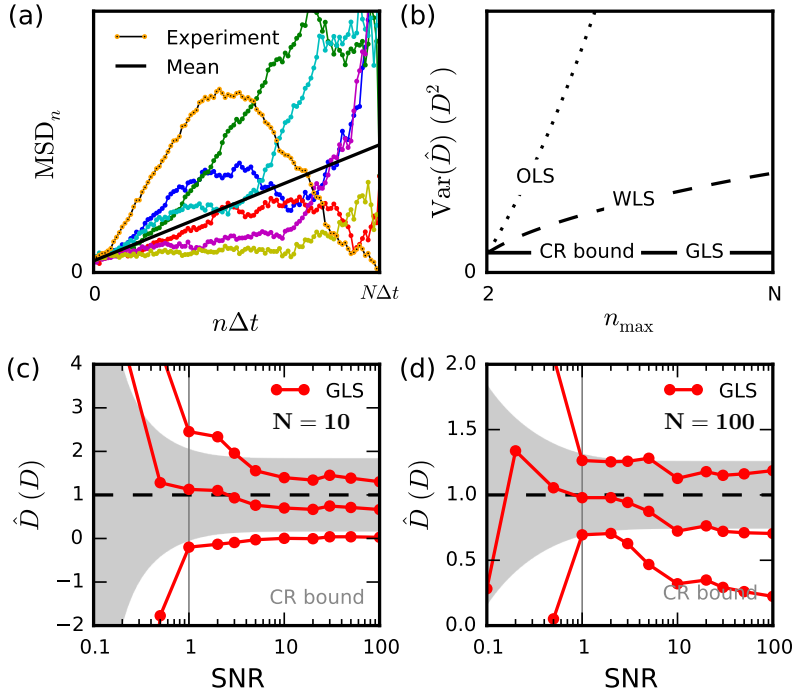 (a)
Experiment
Mean
MSD_n
0
0
NΔt
nΔt
(b)
Var(D̂) (D²)
OLS
WLS
CR bound
GLS
0
2
N
n_max
(c)
4
3
2
1
0
−1
−2
D̂ (D)
GLS
N = 10
CR bound
0.1
1
10
100
SNR
(d)
2.0
1.5
1.0
0.5
0.0
D̂ (D)
GLS
N = 100
CR bound
0.1
1
10
100
SNR